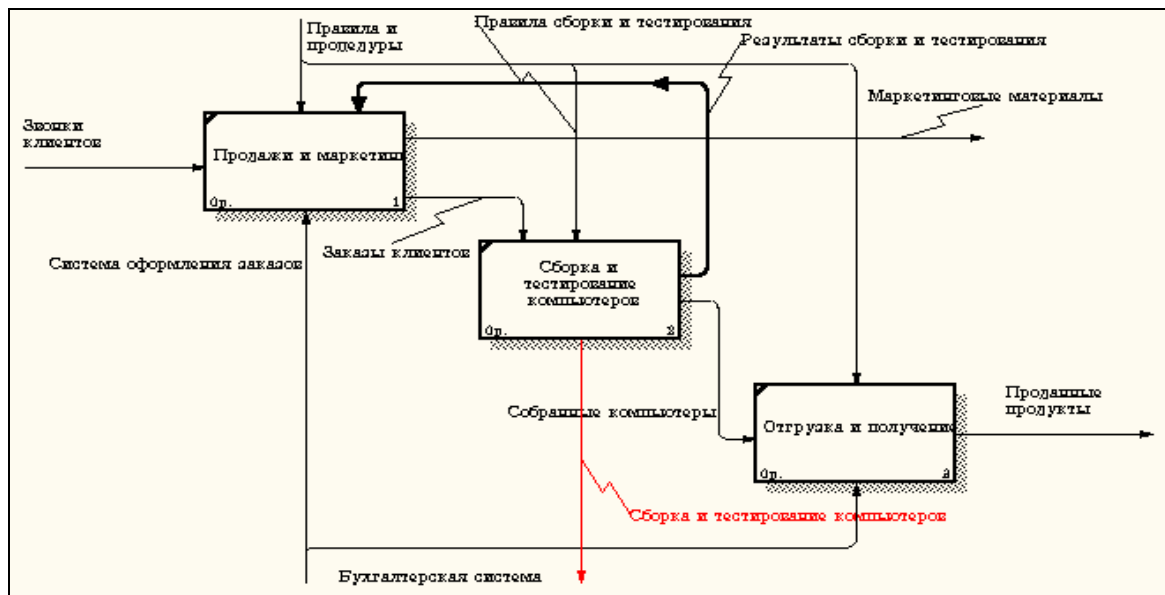 Правила и
процедуры
Правила сборки и тестирования
Результаты сборки и тестирования
Маркетинговые материалы
Звонки
клиентов
Продажи и маркетинг
0р.
1
Заказы клиентов
Система оформления заказов
Сборка и
тестирование
компьютеров
0р.
2
Собранные компьютеры
Проданные
продукты
Отгрузка и получение
0р.
3
Сборка и тестирование компьютеров
Бухгалтерская система